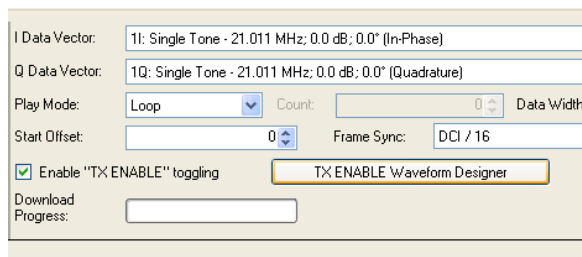 I Data Vector: 1I: Single Tone - 21.011 MHz; 0.0 dB; 0.0° (In-Phase)
Q Data Vector: 1Q: Single Tone - 21.011 MHz; 0.0 dB; 0.0° (Quadrature)
Play Mode: Loop Count: 0 Data Width
Start Offset: 0 Frame Sync: DCI / 16
Enable "TX ENABLE" toggling TX ENABLE Waveform Designer
Download
Progress: